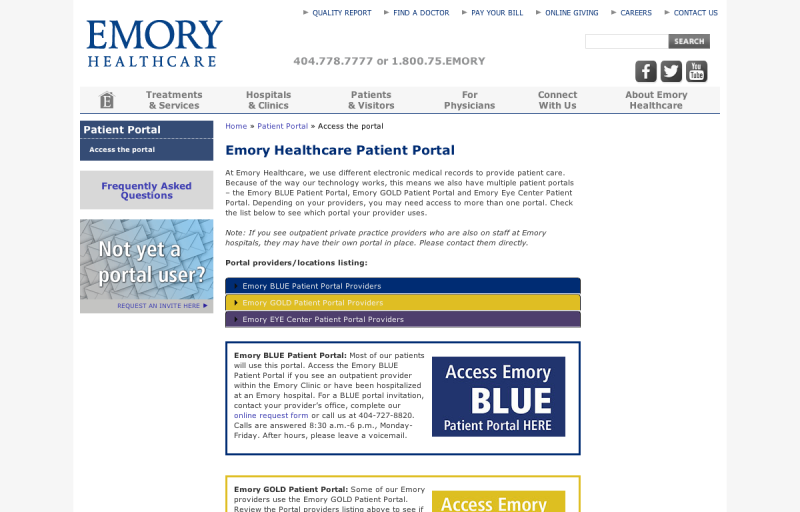 QUALITY REPORT FIND A DOCTOR PAY YOUR BILL ONLINE GIVING CAREERS CONTACT US
EMORY
HEALTHCARE
SEARCH
404.778.7777 or 1.800.75.EMORY
You
Tube
E
Treatments
& Services
Hospitals
& Clinics
Patients
& Visitors
For
Physicians
Connect
With Us
About Emory
Healthcare
Patient Portal
Access the portal
Frequently Asked
Questions
Not yet a
portal user?
REQUEST AN INVITE HERE
Home » Patient Portal » Access the portal
Emory Healthcare Patient Portal
At Emory Healthcare, we use different electronic medical records to provide patient care.
Because of the way our technology works, this means we also have multiple patient portals
– the Emory BLUE Patient Portal, Emory GOLD Patient Portal and Emory Eye Center Patient
Portal. Depending on your providers, you may need access to more than one portal. Check
the list below to see which portal your provider uses.
Note: If you see outpatient private practice providers who are also on staff at Emory
hospitals, they may have their own portal in place. Please contact them directly.
Portal providers/locations listing:
Emory BLUE Patient Portal Providers
Emory GOLD Patient Portal Providers
Emory EYE Center Patient Portal Providers
Emory BLUE Patient Portal: Most of our patients
will use this portal. Access the Emory BLUE
Patient Portal if you see an outpatient provider
within the Emory Clinic or have been hospitalized
at an Emory hospital. For a BLUE portal invitation,
contact your provider's office, complete our
online request form or call us at 404-727-8820.
Calls are answered 8:30 a.m.-6 p.m., Monday-
Friday. After hours, please leave a voicemail.
Access Emory
BLUE
Patient Portal HERE
Emory GOLD Patient Portal: Some of our Emory
providers use the Emory GOLD Patient Portal.
Review the Portal providers listing above to see if
Access Emory